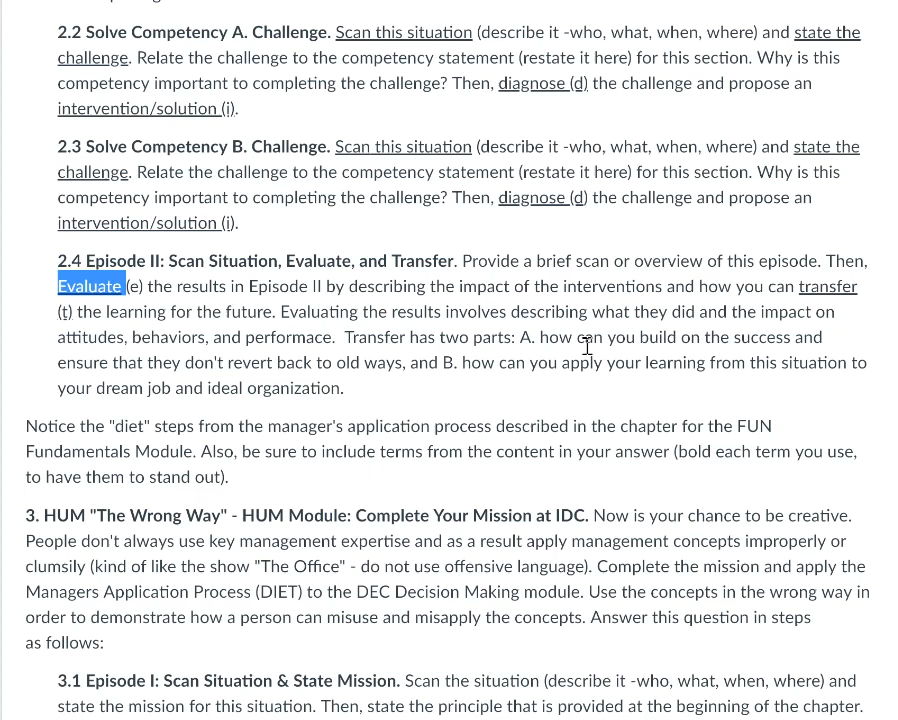 2.2 Solve Competency A. Challenge. Scan this situation (describe it -who, what, when, where) and state the
challenge. Relate the challenge to the competency statement (restate it here) for this section. Why is this
competency important to completing the challenge? Then, diagnose (d) the challenge and propose an
intervention/solution (i).
2.3 Solve Competency B. Challenge. Scan this situation (describe it -who, what, when, where) and state the
challenge. Relate the challenge to the competency statement (restate it here) for this section. Why is this
competency important to completing the challenge? Then, diagnose (d) the challenge and propose an
intervention/solution (i).
2.4 Episode II: Scan Situation, Evaluate, and Transfer. Provide a brief scan or overview of this episode. Then,
Evaluate (e) the results in Episode II by describing the impact of the interventions and how you can transfer
(t) the learning for the future. Evaluating the results involves describing what they did and the impact on
attitudes, behaviors, and performace. Transfer has two parts: A. how can you build on the success and
ensure that they don't revert back to old ways, and B. how can you apply your learning from this situation to
your dream job and ideal organization.
Notice the "diet" steps from the manager's application process described in the chapter for the FUN
Fundamentals Module. Also, be sure to include terms from the content in your answer (bold each term you use,
to have them to stand out).
3. HUM "The Wrong Way" - HUM Module: Complete Your Mission at IDC. Now is your chance to be creative.
People don't always use key management expertise and as a result apply management concepts improperly or
clumsily (kind of like the show "The Office" - do not use offensive language). Complete the mission and apply the
Managers Application Process (DIET) to the DEC Decision Making module. Use the concepts in the wrong way in
order to demonstrate how a person can misuse and misapply the concepts. Answer this question in steps
as follows:
3.1 Episode I: Scan Situation & State Mission. Scan the situation (describe it -who, what, when, where) and
state the mission for this situation. Then, state the principle that is provided at the beginning of the chapter.